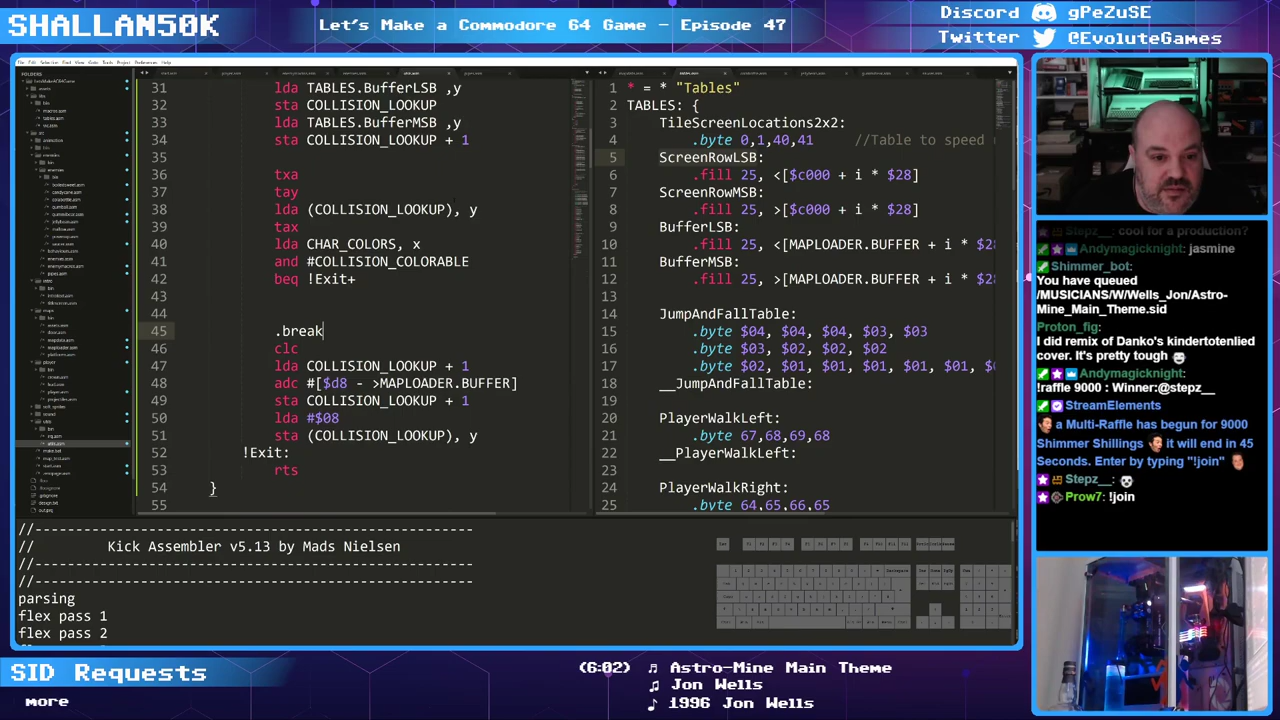 SHALLAN50K
Let's Make a Commodore 64 Game - Episode 47
Discord gPeZuSE
Twitter @EvoluteGames
FOLDERS
31 lda TABLES.BufferLSB ,y
32 sta COLLISION_LOOKUP
33 lda TABLES.BufferMSB ,y
34 sta COLLISION_LOOKUP + 1
35
36 txa
37 tay
38 lda (COLLISION_LOOKUP), y
39 tax
40 lda CHAR_COLORS, x
41 and #COLLISION_COLORABLE
42 beq !Exit+
43
44
45 .break
46 clc
47 lda COLLISION_LOOKUP + 1
48 adc #[$d8 - >MAPLOADER.BUFFER]
49 sta COLLISION_LOOKUP + 1
50 lda #$08
51 sta (COLLISION_LOOKUP), y
52 !Exit:
53 rts
54 }
55
1 * = * "Tables"
2 TABLES: {
3 TileScreenLocations2x2:
4 .byte 0,1,40,41 //Table to speed
5 ScreenRowLSB:
6 .fill 25, <[$c000 + i * $28]
7 ScreenRowMSB:
8 .fill 25, >[$c000 + i * $28]
9 BufferLSB:
10 .fill 25, <[MAPLOADER.BUFFER + i * $28
11 BufferMSB:
12 .fill 25, >[MAPLOADER.BUFFER + i * $28
13
14 JumpAndFallTable:
15 .byte $04, $04, $04, $03, $03
16 .byte $03, $02, $02, $02
17 .byte $02, $01, $01, $01, $01, $01
18 __JumpAndFallTable:
19
20 PlayerWalkLeft:
21 .byte 67,68,69,68
22 __PlayerWalkLeft:
23
24 PlayerWalkRight:
25 .byte 64,65,66,65
//------------------------------------------------------
// Kick Assembler v5.13 by Mads Nielsen
//------------------------------------------------------
//------------------------------------------------------
parsing
flex pass 1
flex pass 2
Stepz__: cool for a production?
Andymagicknight: jasmine
Shimmer_bot:
You have queued
/MUSICIANS/W/Wells_Jon/Astro-
Mine_Main_Theme.sid
Proton_fig:
I did remix of Danko's kindertotenlied
cover. It's pretty tough
Andymagicknight:
!raffle 9000 : Winner:@stepz__
StreamElements
a Multi-Raffle has begun for 9000
Shimmer Shillings it will end in 45
Seconds. Enter by typing "!join"
Stepz__:
Prow7: !join
SID Requests
more
(6:02) Astro-Mine Main Theme
Jon Wells
1996 Jon Wells